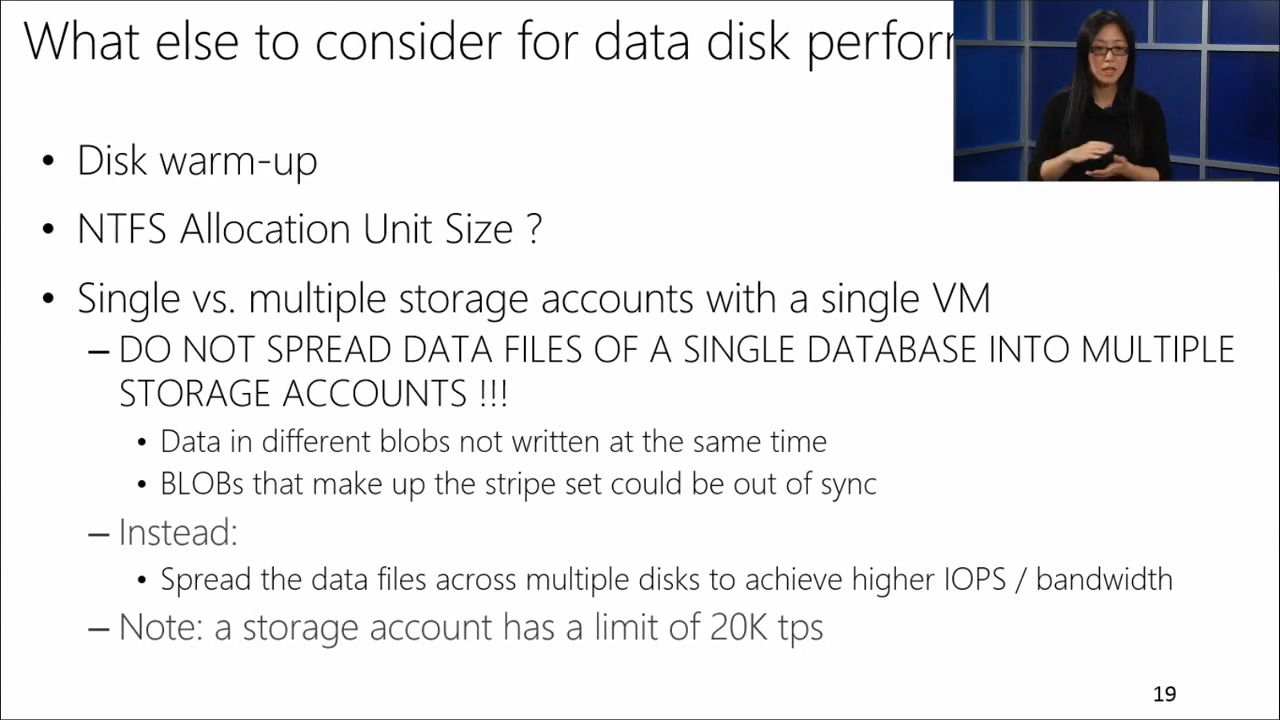 What else to consider for data disk perfor
• Disk warm-up
• NTFS Allocation Unit Size ?
• Single vs. multiple storage accounts with a single VM
– DO NOT SPREAD DATA FILES OF A SINGLE DATABASE INTO MULTIPLE
STORAGE ACCOUNTS !!!
• Data in different blobs not written at the same time
• BLOBs that make up the stripe set could be out of sync
– Instead:
• Spread the data files across multiple disks to achieve higher IOPS / bandwidth
– Note: a storage account has a limit of 20K tps
19